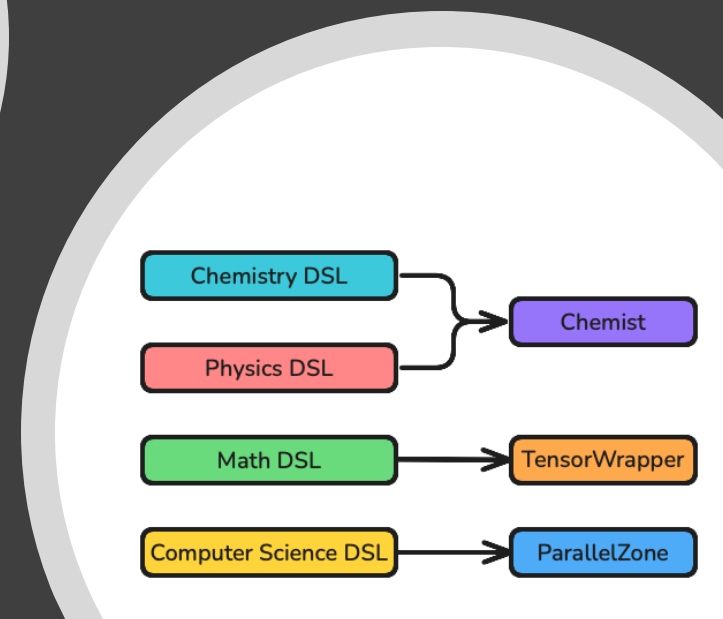 Chemistry DSL
Chemist
Physics DSL
Math DSL
TensorWrapper
Computer Science DSL
ParallelZone